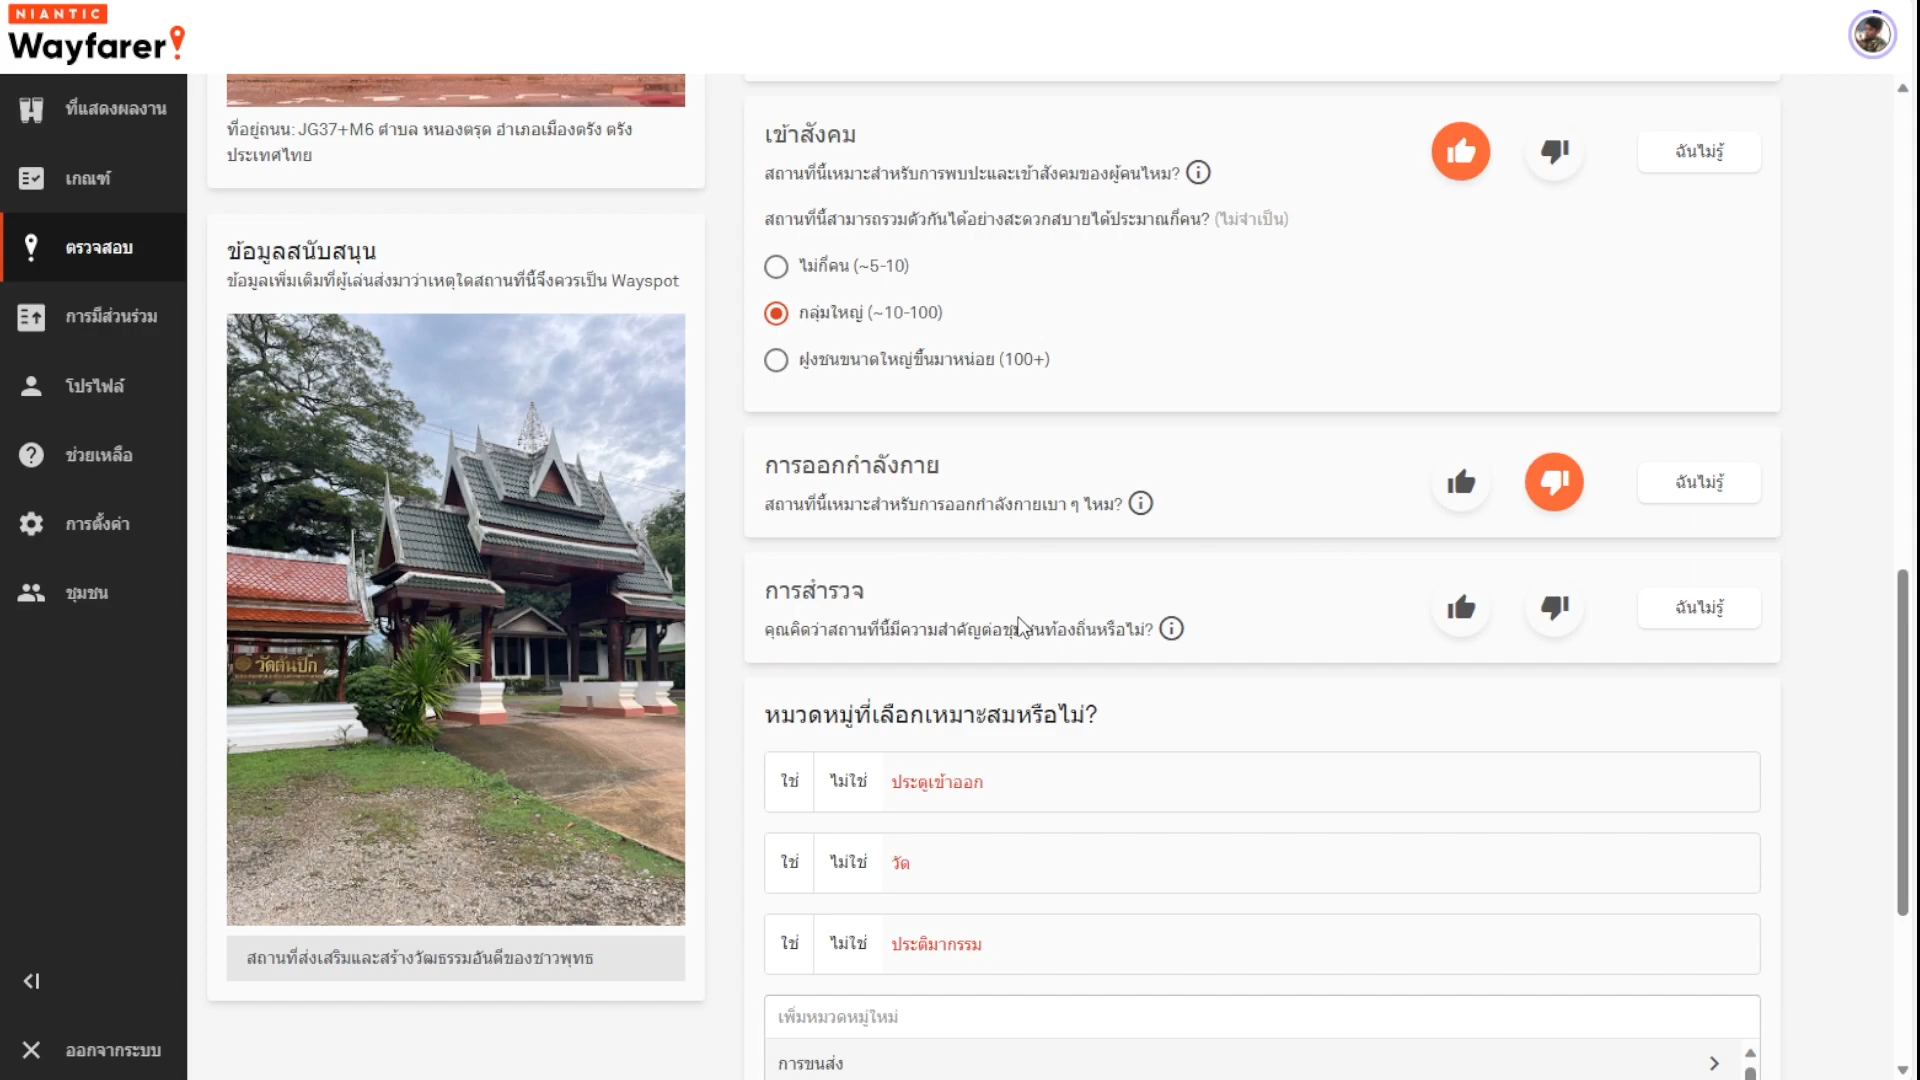 NIANTIC
Wayfarer
ที่แสดงผลงาน
เกณฑ์
ตรวจสอบ
การมีส่วนร่วม
โปรไฟล์
ช่วยเหลือ
การตั้งค่า
ชุมชน
ออกจากระบบ
ที่อยู่ถนน: JG37+M6 ตำบล หนองตรุด อำเภอเมืองตรัง ตรัง
ประเทศไทย
ข้อมูลสนับสนุน
ข้อมูลเพิ่มเติมที่ผู้เล่นส่งมาว่าเหตุใดสถานที่นี้จึงควรเป็น Wayspot
วัดต้นปีก
สถานที่ส่งเสริมและสร้างวัฒธรรมอันดีของชาวพุทธ
เข้าสังคม
สถานที่นี้เหมาะสำหรับการพบปะและเข้าสังคมของผู้คนไหม?
ฉันไม่รู้
สถานที่นี้สามารถรวมตัวกันได้อย่างสะดวกสบายได้ประมาณกี่คน? (ไม่จำเป็น)
ไม่กี่คน (~5-10)
กลุ่มใหญ่ (~10-100)
ฝูงชนขนาดใหญ่ขึ้นมาหน่อย (100+)
การออกกำลังกาย
สถานที่นี้เหมาะสำหรับการออกกำลังกายเบา ๆ ไหม?
ฉันไม่รู้
การสำรวจ
คุณคิดว่าสถานที่นี้มีความสำคัญต่อชุมชนท้องถิ่นหรือไม่?
ฉันไม่รู้
หมวดหมู่ที่เลือกเหมาะสมหรือไม่?
ใช่ ไม่ใช่ ประตูเข้าออก
ใช่ ไม่ใช่ วัด
ใช่ ไม่ใช่ ประติมากรรม
เพิ่มหมวดหมู่ใหม่
การขนส่ง